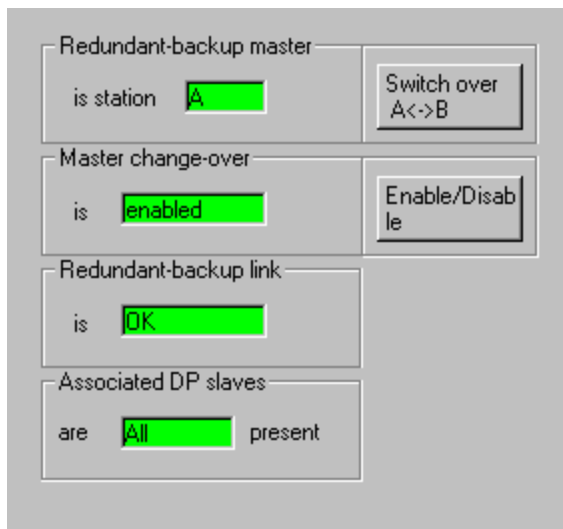 Redundant-backup master
is station A
Switch over
A<->B
Master change-over
is enabled
Enable/Disab
le
Redundant-backup link
is OK
Associated DP slaves
are All present